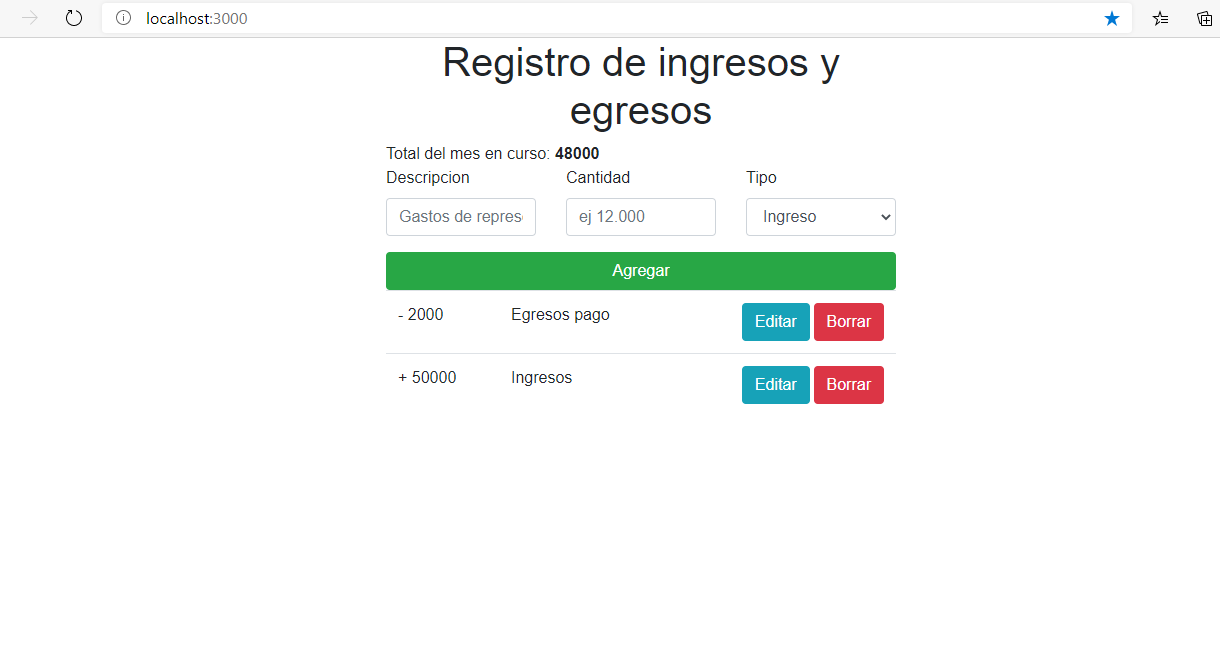 localhost:3000
Registro de ingresos y
egresos
Total del mes en curso: 48000
Descripcion Cantidad Tipo
Gastos de repres ej 12.000 Ingreso
Agregar
- 2000 Egresos pago Editar Borrar
+ 50000 Ingresos Editar Borrar